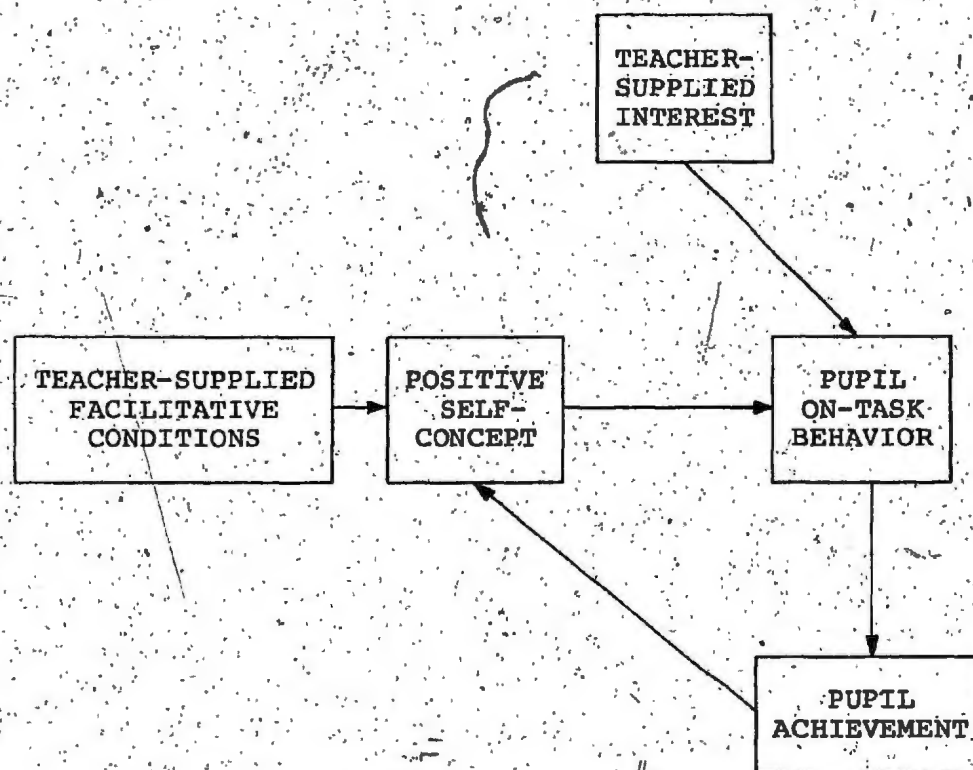 TEACHER-
SUPPLIED
INTEREST
TEACHER-SUPPLIED
FACILITATIVE
CONDITIONS
POSITIVE
SELF-
CONCEPT
PUPIL
ON-TASK
BEHAVIOR
PUPIL
ACHIEVEMENT